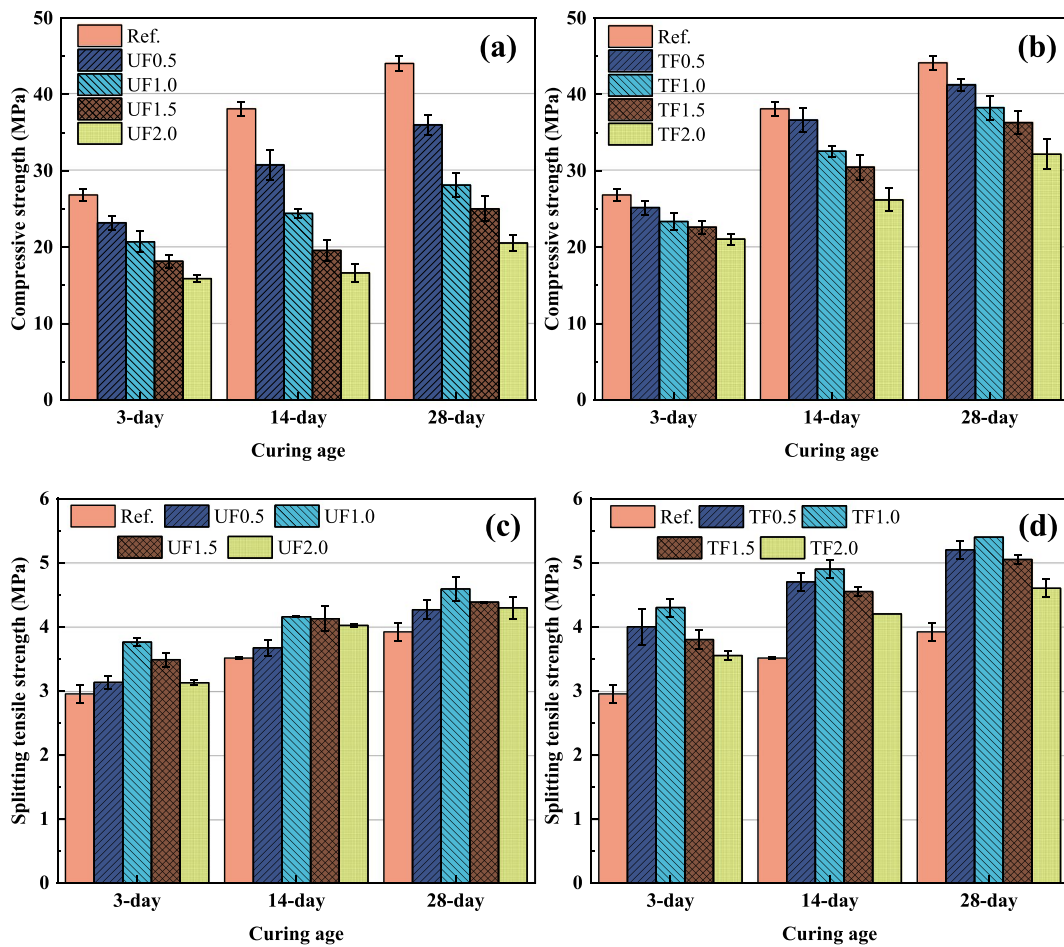 50
40
30
20
10
0
Compressive strength (MPa)
Ref.
UF0.5
UF1.0
UF1.5
UF2.0
(a)
3-day 14-day 28-day
Curing age
50
40
30
20
10
0
Compressive strength (MPa)
Ref.
TF0.5
TF1.0
TF1.5
TF2.0
(b)
3-day 14-day 28-day
Curing age
6
5
4
3
2
1
0
Splitting tensile strength (MPa)
Ref. UF0.5 UF1.0
UF1.5 UF2.0
(c)
3-day 14-day 28-day
Curing age
6
5
4
3
2
1
0
Splitting tensile strength (MPa)
Ref. TF0.5 TF1.0
TF1.5 TF2.0
(d)
3-day 14-day 28-day
Curing age